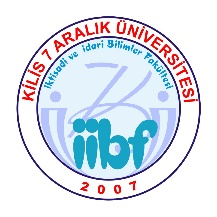 KİLİS 7 ARALIK ÜNİVERSİTESİ
İktisadi ve İdari Bilimler Fakültesi
iibf
2007